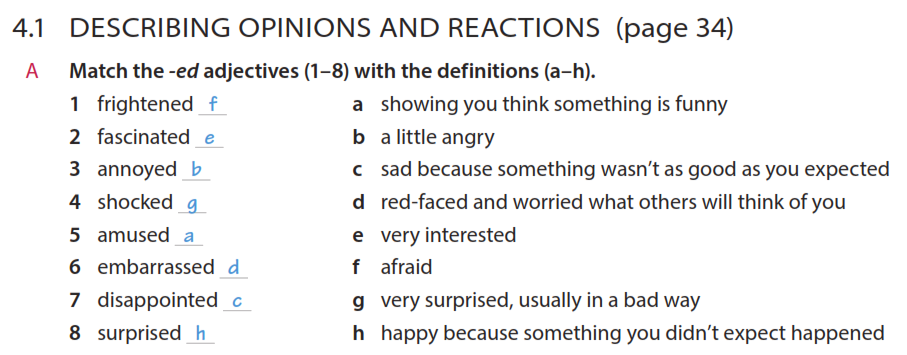 4.1 DESCRIBING OPINIONS AND REACTIONS (page 34)
A Match the -ed adjectives (1–8) with the definitions (a–h).
1 frightened f a showing you think something is funny
2 fascinated e b a little angry
3 annoyed b c sad because something wasn't as good as you expected
4 shocked g d red-faced and worried what others will think of you
5 amused a e very interested
6 embarrassed d f afraid
7 disappointed c g very surprised, usually in a bad way
8 surprised h h happy because something you didn't expect happened